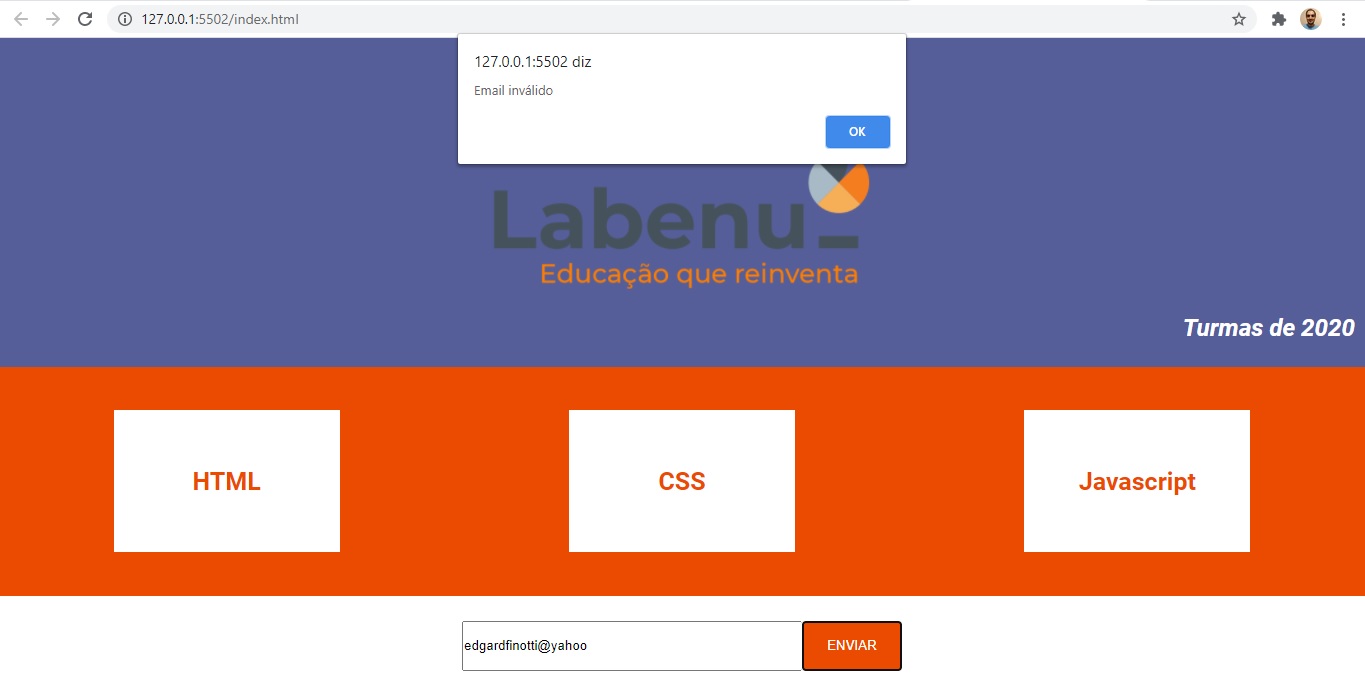 127.0.0.1:5502/index.html
127.0.0.1:5502 diz
Email inválido
OK
Labenu_
Educação que reinventa
Turmas de 2020
HTML
CSS
Javascript
edgardfinotti@yahoo
ENVIAR